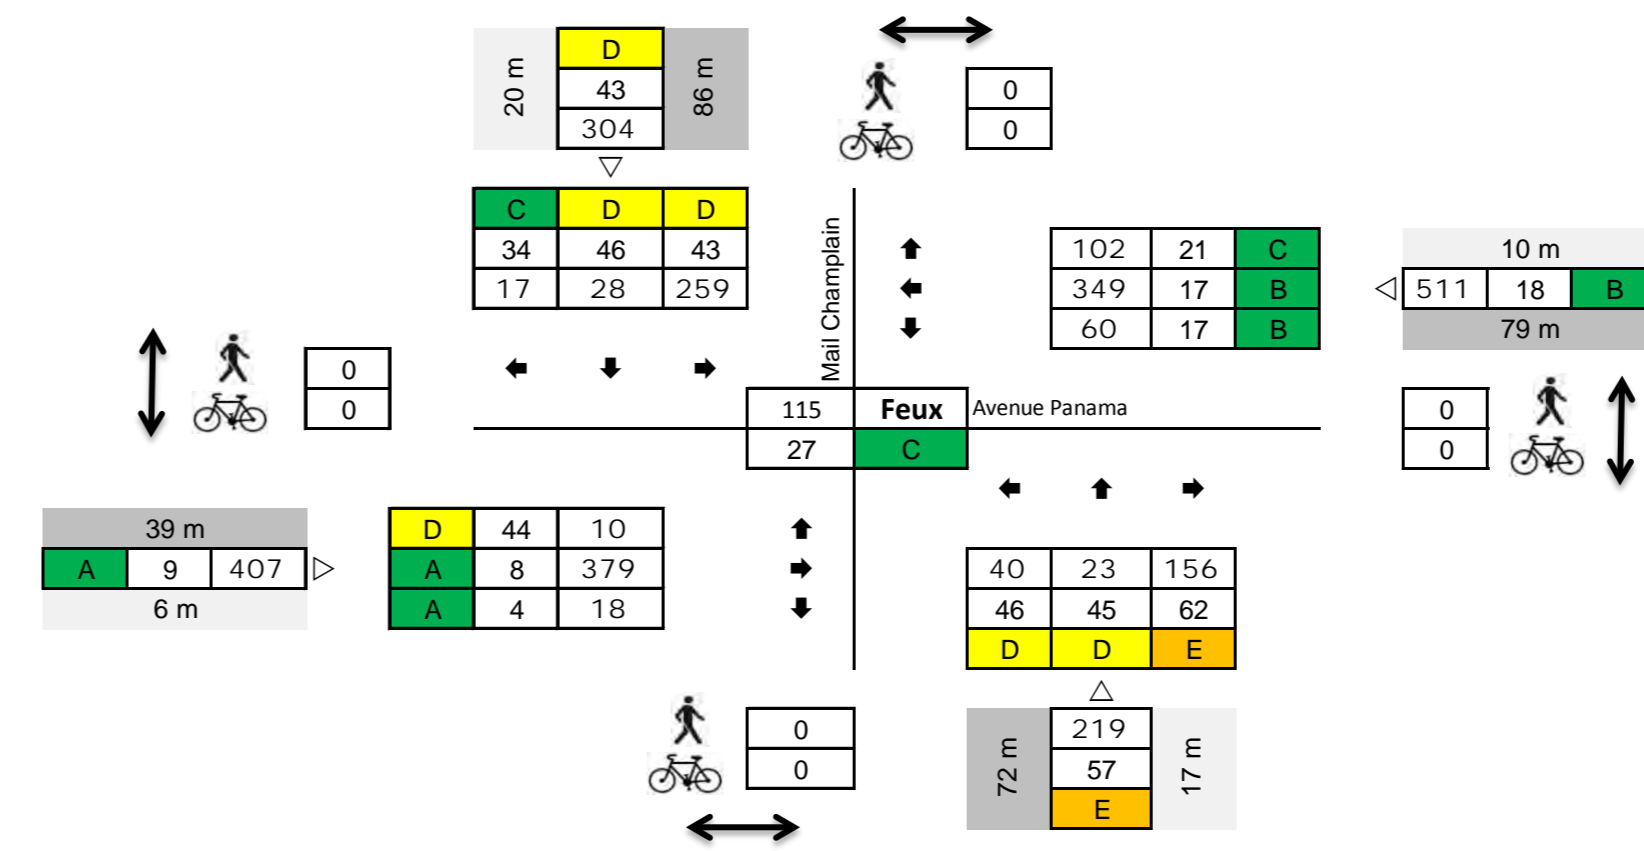 20 m D 86 m
43
304
0
0
C D D
34 46 43
17 28 259
Mail Champlain
102 21 C
349 17 B
60 17 B
10 m
511 18 B
79 m
0
0
115 Feux Avenue Panama
27 C
0
0
39 m
A 9 407
6 m
D 44 10
A 8 379
A 4 18
40 23 156
46 45 62
D D E
0
0
72 m 219 17 m
57
E